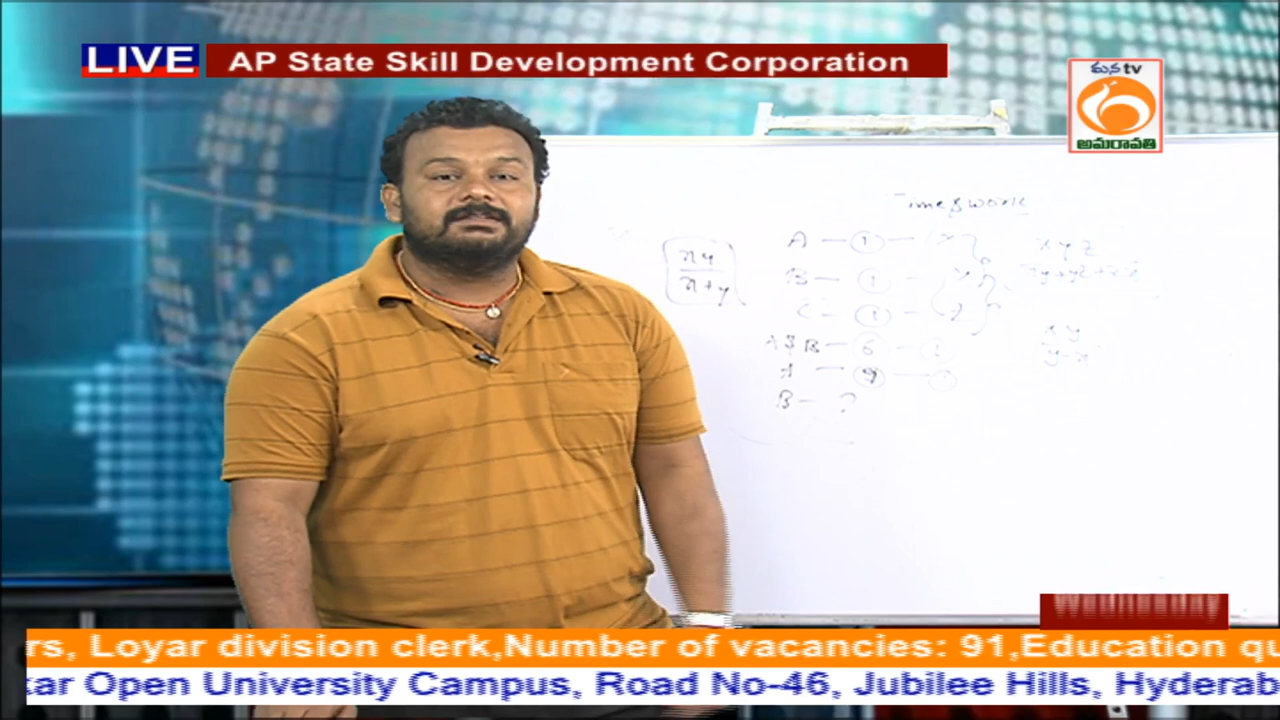 LIVE AP State Skill Development Corporation
మన tv
అమరావతి
Time & work
xy
x+y
A — 1 — x
B — 1 — y
C — 1 — z
xyz
xy+yz+zx
A & B — 6 — 1
A — 9 —
B — ?
xy
y-x
Wednesday
rs, Loyar division clerk,Number of vacancies: 91,Education qu
kar Open University Campus, Road No-46, Jubilee Hills, Hyderab